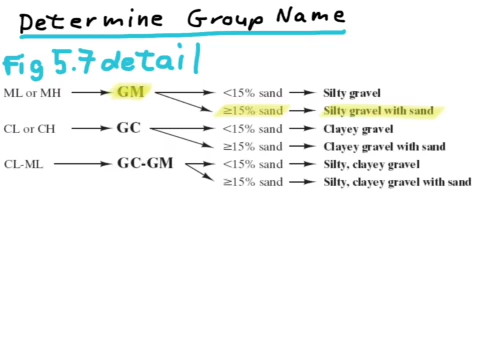 Determine Group Name
Fig 5.7 detail
ML or MH GM <15% sand Silty gravel
≥15% sand Silty gravel with sand
CL or CH GC <15% sand Clayey gravel
≥15% sand Clayey gravel with sand
CL-ML GC-GM <15% sand Silty, clayey gravel
≥15% sand Silty, clayey gravel with sand